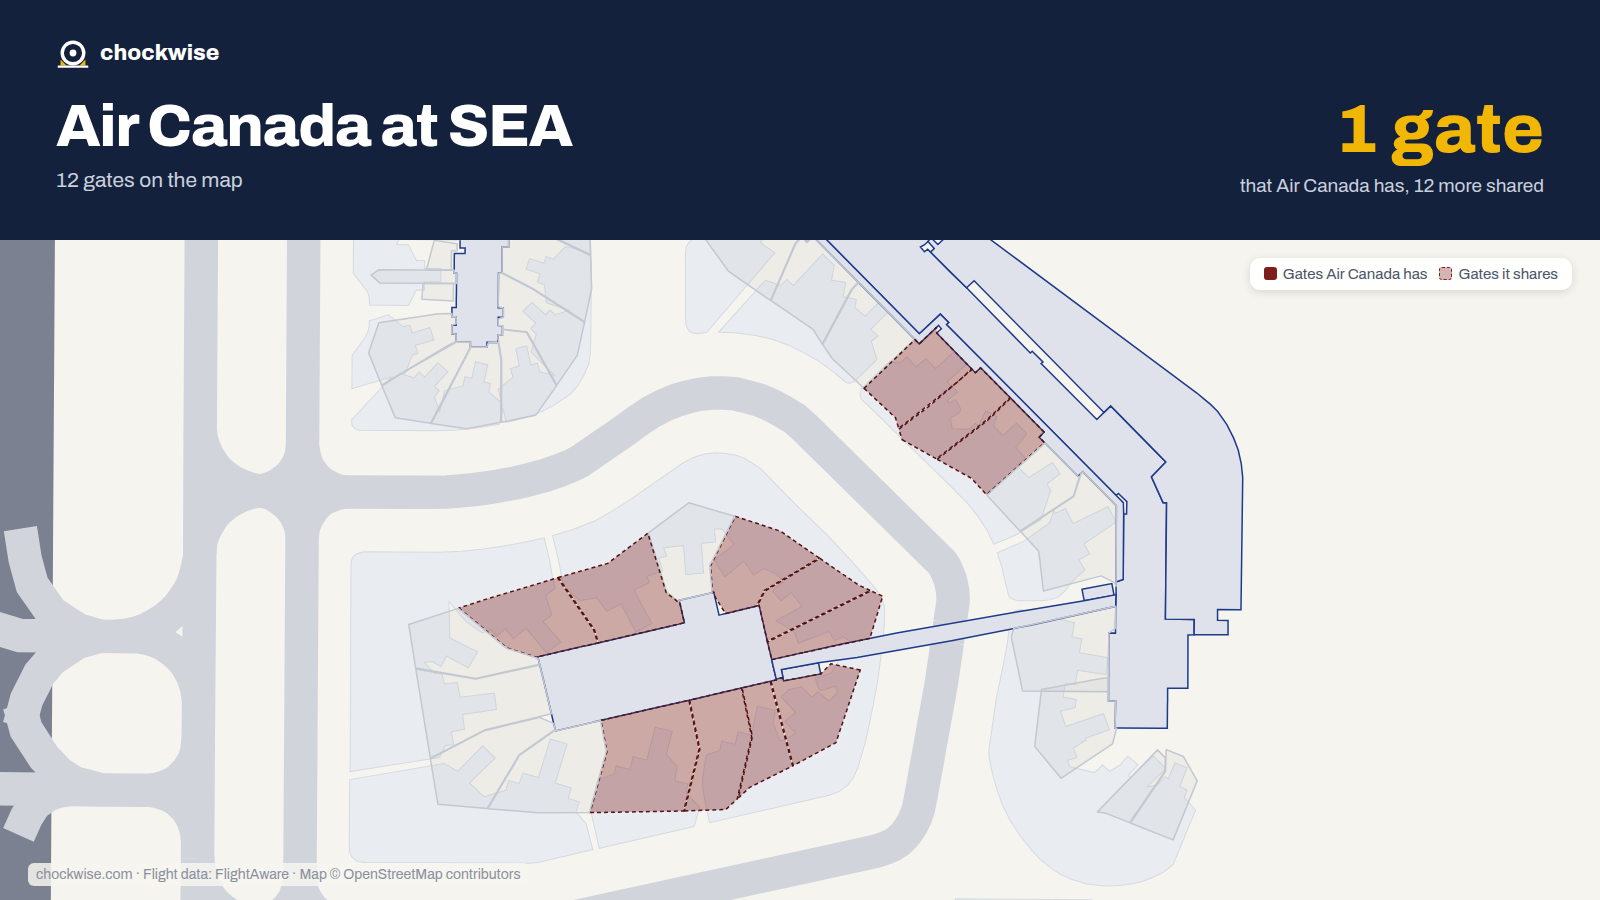 chockwise
Air Canada at SEA
12 gates on the map
1 gate
that Air Canada has, 12 more shared
Gates Air Canada has
Gates it shares
chockwise.com · Flight data: FlightAware · Map © OpenStreetMap contributors